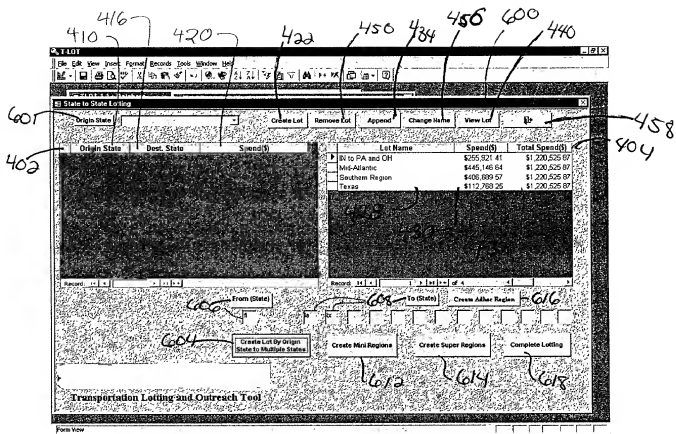 410 416 420 422 450 484 456 600 440
T-LOT
File Edit View Insert Format Records Tools Window Help
State to State Lotting
601 Origin State Create Lot Remove Lot Append Change Name View Lot 458
402 Origin State Dest. State Spend($) Lot Name Spend($) Total Spend($) 404
IN to PA and OH $255,921.41 $1,220,525.87
Mid-Atlantic $445,146.64 $1,220,525.87
Southern Region $406,689.57 $1,220,525.87
Texas $112,768.25 $1,220,525.87
428 430
Record: Record: 1 of 4
606 From (State) 608 To (State) Create Adhoc Region 616
604 Create Lot By Origin State to Multiple States Create Mini Regions Create Super Regions Complete Lotting
612 614 618
Transportation Lotting and Outreach Tool
Form View